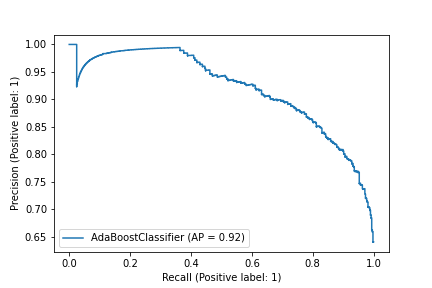 1.00
0.95
0.90
0.85
0.80
0.75
0.70
0.65
Precision (Positive label: 1)
AdaBoostClassifier (AP = 0.92)
0.0 0.2 0.4 0.6 0.8 1.0
Recall (Positive label: 1)